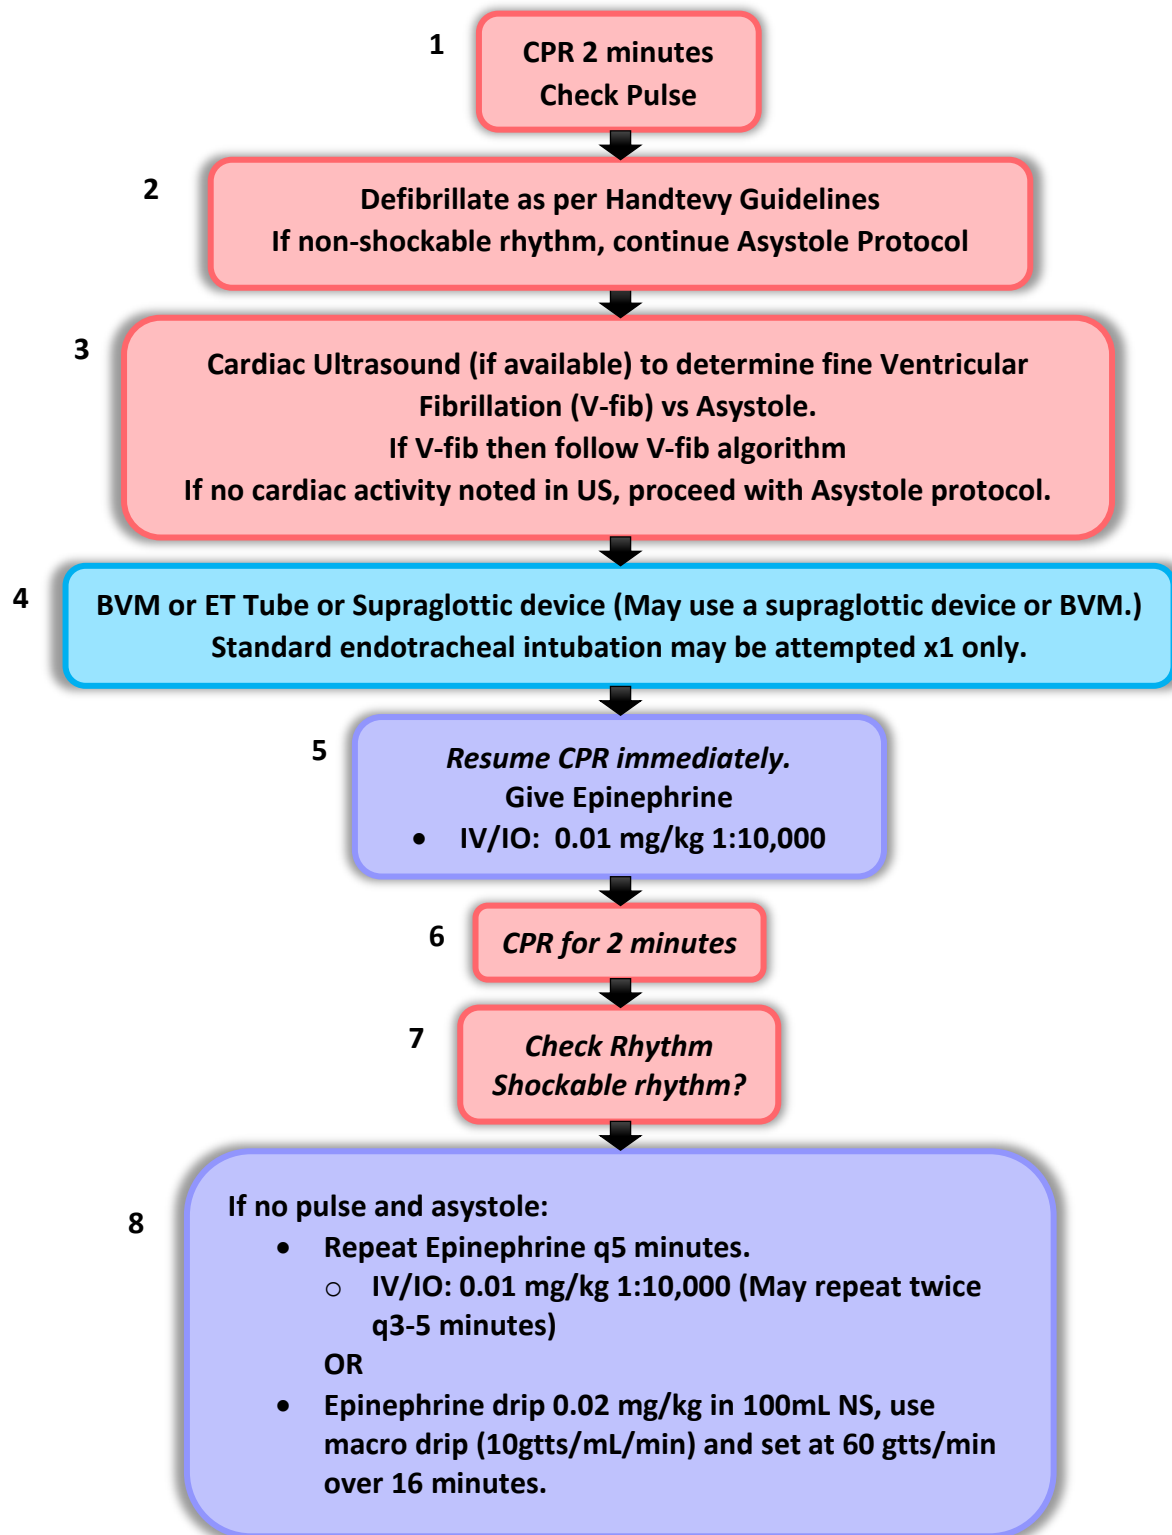 1
CPR 2 minutes
Check Pulse
2
Defibrillate as per Handtevy Guidelines
If non-shockable rhythm, continue Asystole Protocol
3
Cardiac Ultrasound (if available) to determine fine Ventricular
Fibrillation (V-fib) vs Asystole.
If V-fib then follow V-fib algorithm
If no cardiac activity noted in US, proceed with Asystole protocol.
4
BVM or ET Tube or Supraglottic device (May use a supraglottic device or BVM.)
Standard endotracheal intubation may be attempted x1 only.
5
Resume CPR immediately.
Give Epinephrine
• IV/IO: 0.01 mg/kg 1:10,000
6
CPR for 2 minutes
7
Check Rhythm
Shockable rhythm?
8
If no pulse and asystole:
• Repeat Epinephrine q5 minutes.
o IV/IO: 0.01 mg/kg 1:10,000 (May repeat twice
q3-5 minutes)
OR
• Epinephrine drip 0.02 mg/kg in 100mL NS, use
macro drip (10gtts/mL/min) and set at 60 gtts/min
over 16 minutes.